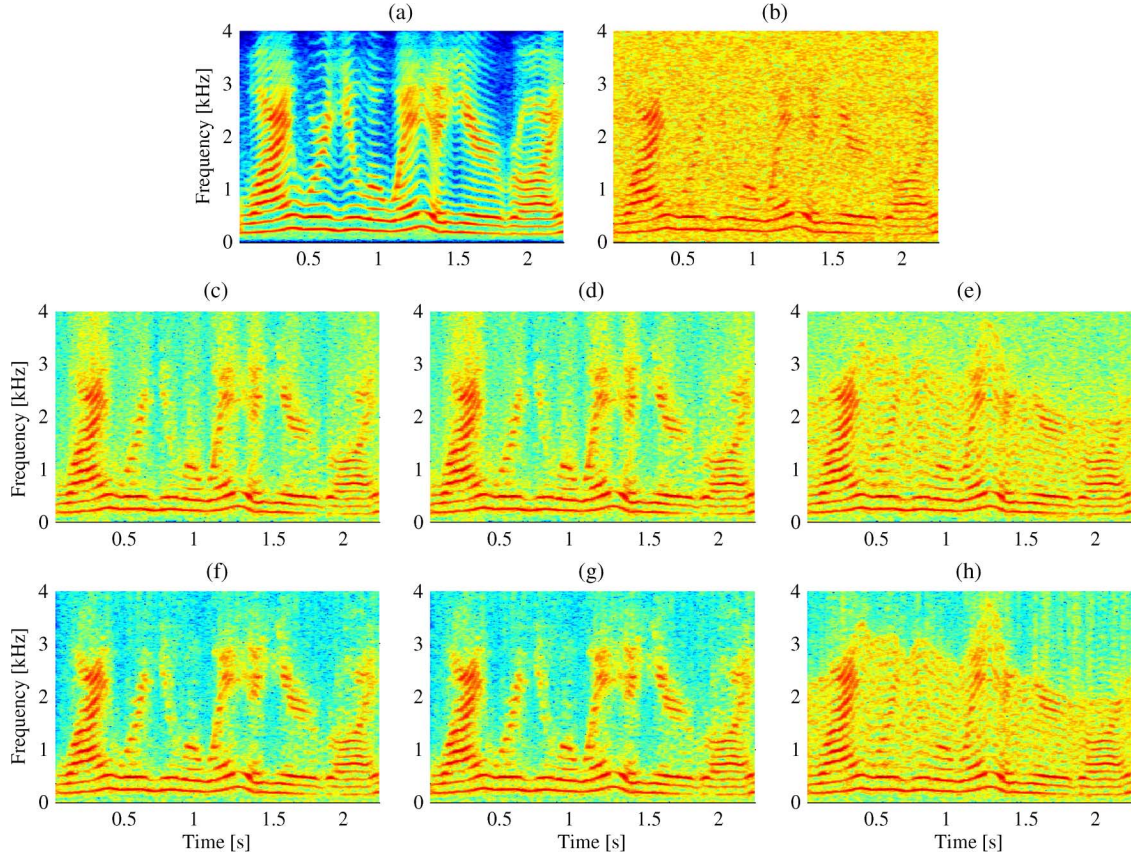 (a) (b)
4 4
3 3
2 2
1 1
0 0
Frequency [kHz]
0.5 1 1.5 2 0.5 1 1.5 2
(c) (d) (e)
4 4 4
3 3 3
2 2 2
1 1 1
0 0 0
Frequency [kHz]
0.5 1 1.5 2 0.5 1 1.5 2 0.5 1 1.5 2
(f) (g) (h)
4 4 4
3 3 3
2 2 2
1 1 1
0 0 0
Frequency [kHz]
0.5 1 1.5 2 0.5 1 1.5 2 0.5 1 1.5 2
Time [s] Time [s] Time [s]